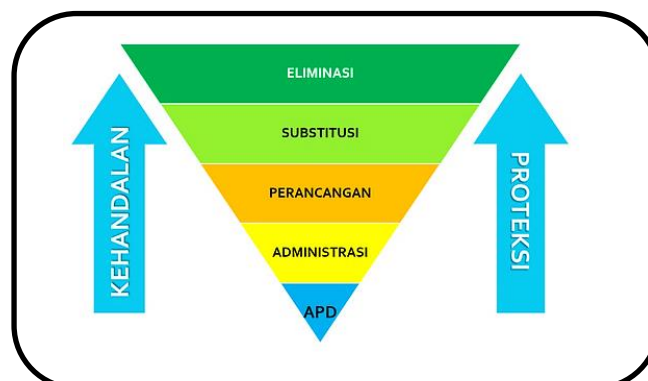 ELIMINASI
SUBSTITUSI
PERANCANGAN
ADMINISTRASI
APD
KEHANDALAN
PROTEKSI